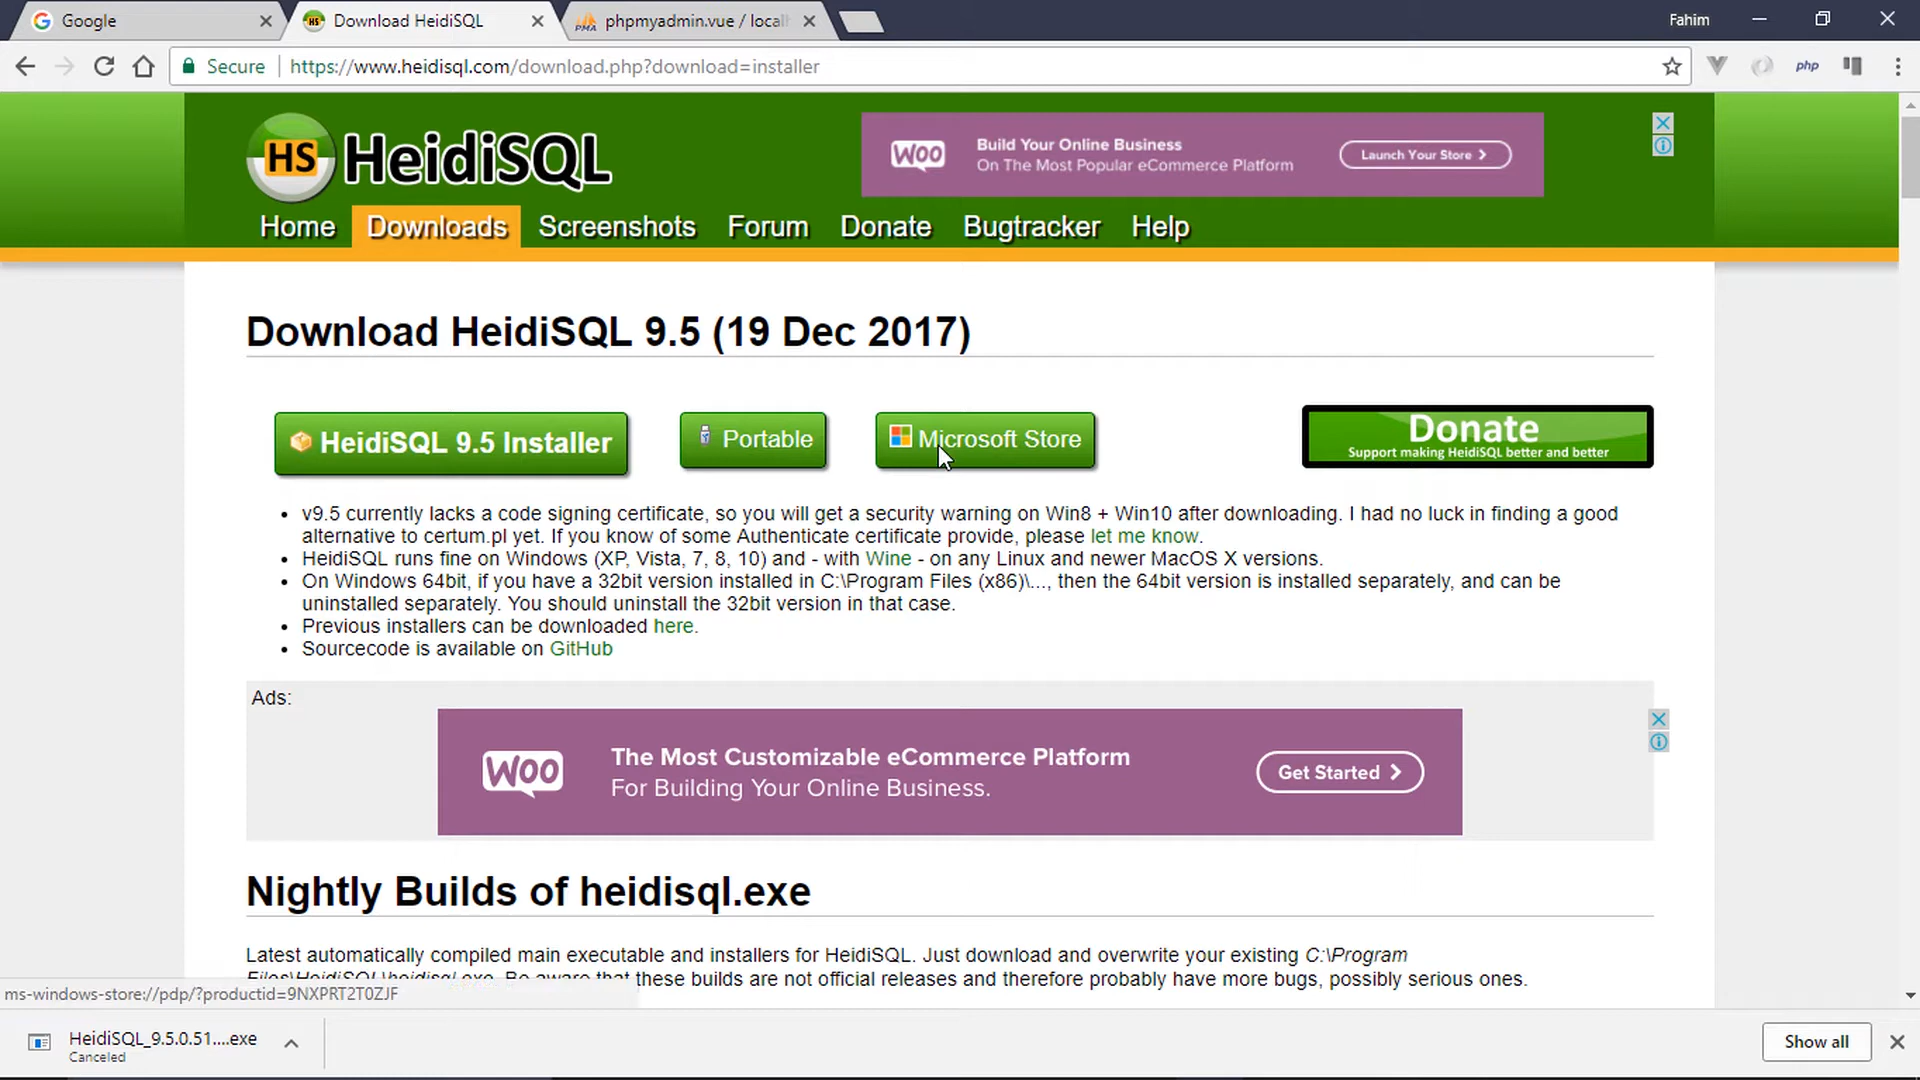 Google
Download HeidiSQL
phpmyadmin.vue / local
Fahim
Secure
https://www.heidisql.com/download.php?download=installer
php
HS HeidiSQL
WOO
Build Your Online Business
On The Most Popular eCommerce Platform
Launch Your Store
Home Downloads Screenshots Forum Donate Bugtracker Help
Download HeidiSQL 9.5 (19 Dec 2017)
HeidiSQL 9.5 Installer
Portable
Microsoft Store
Donate
Support making HeidiSQL better and better
• v9.5 currently lacks a code signing certificate, so you will get a security warning on Win8 + Win10 after downloading. I had no luck in finding a good
alternative to certum.pl yet. If you know of some Authenticate certificate provide, please let me know.
• HeidiSQL runs fine on Windows (XP, Vista, 7, 8, 10) and - with Wine - on any Linux and newer MacOS X versions.
• On Windows 64bit, if you have a 32bit version installed in C:\Program Files (x86)\..., then the 64bit version is installed separately, and can be
uninstalled separately. You should uninstall the 32bit version in that case.
• Previous installers can be downloaded here.
• Sourcecode is available on GitHub
Ads:
WOO
The Most Customizable eCommerce Platform
For Building Your Online Business.
Get Started
Nightly Builds of heidisql.exe
Latest automatically compiled main executable and installers for HeidiSQL. Just download and overwrite your existing C:\Program
Files\HeidiSQL\heidisql.exe. Be aware that these builds are not official releases and therefore probably have more bugs, possibly serious ones.
ms-windows-store://pdp/?productid=9NXPRT2T0ZJF
HeidiSQL_9.5.0.51....exe
Canceled
Show all